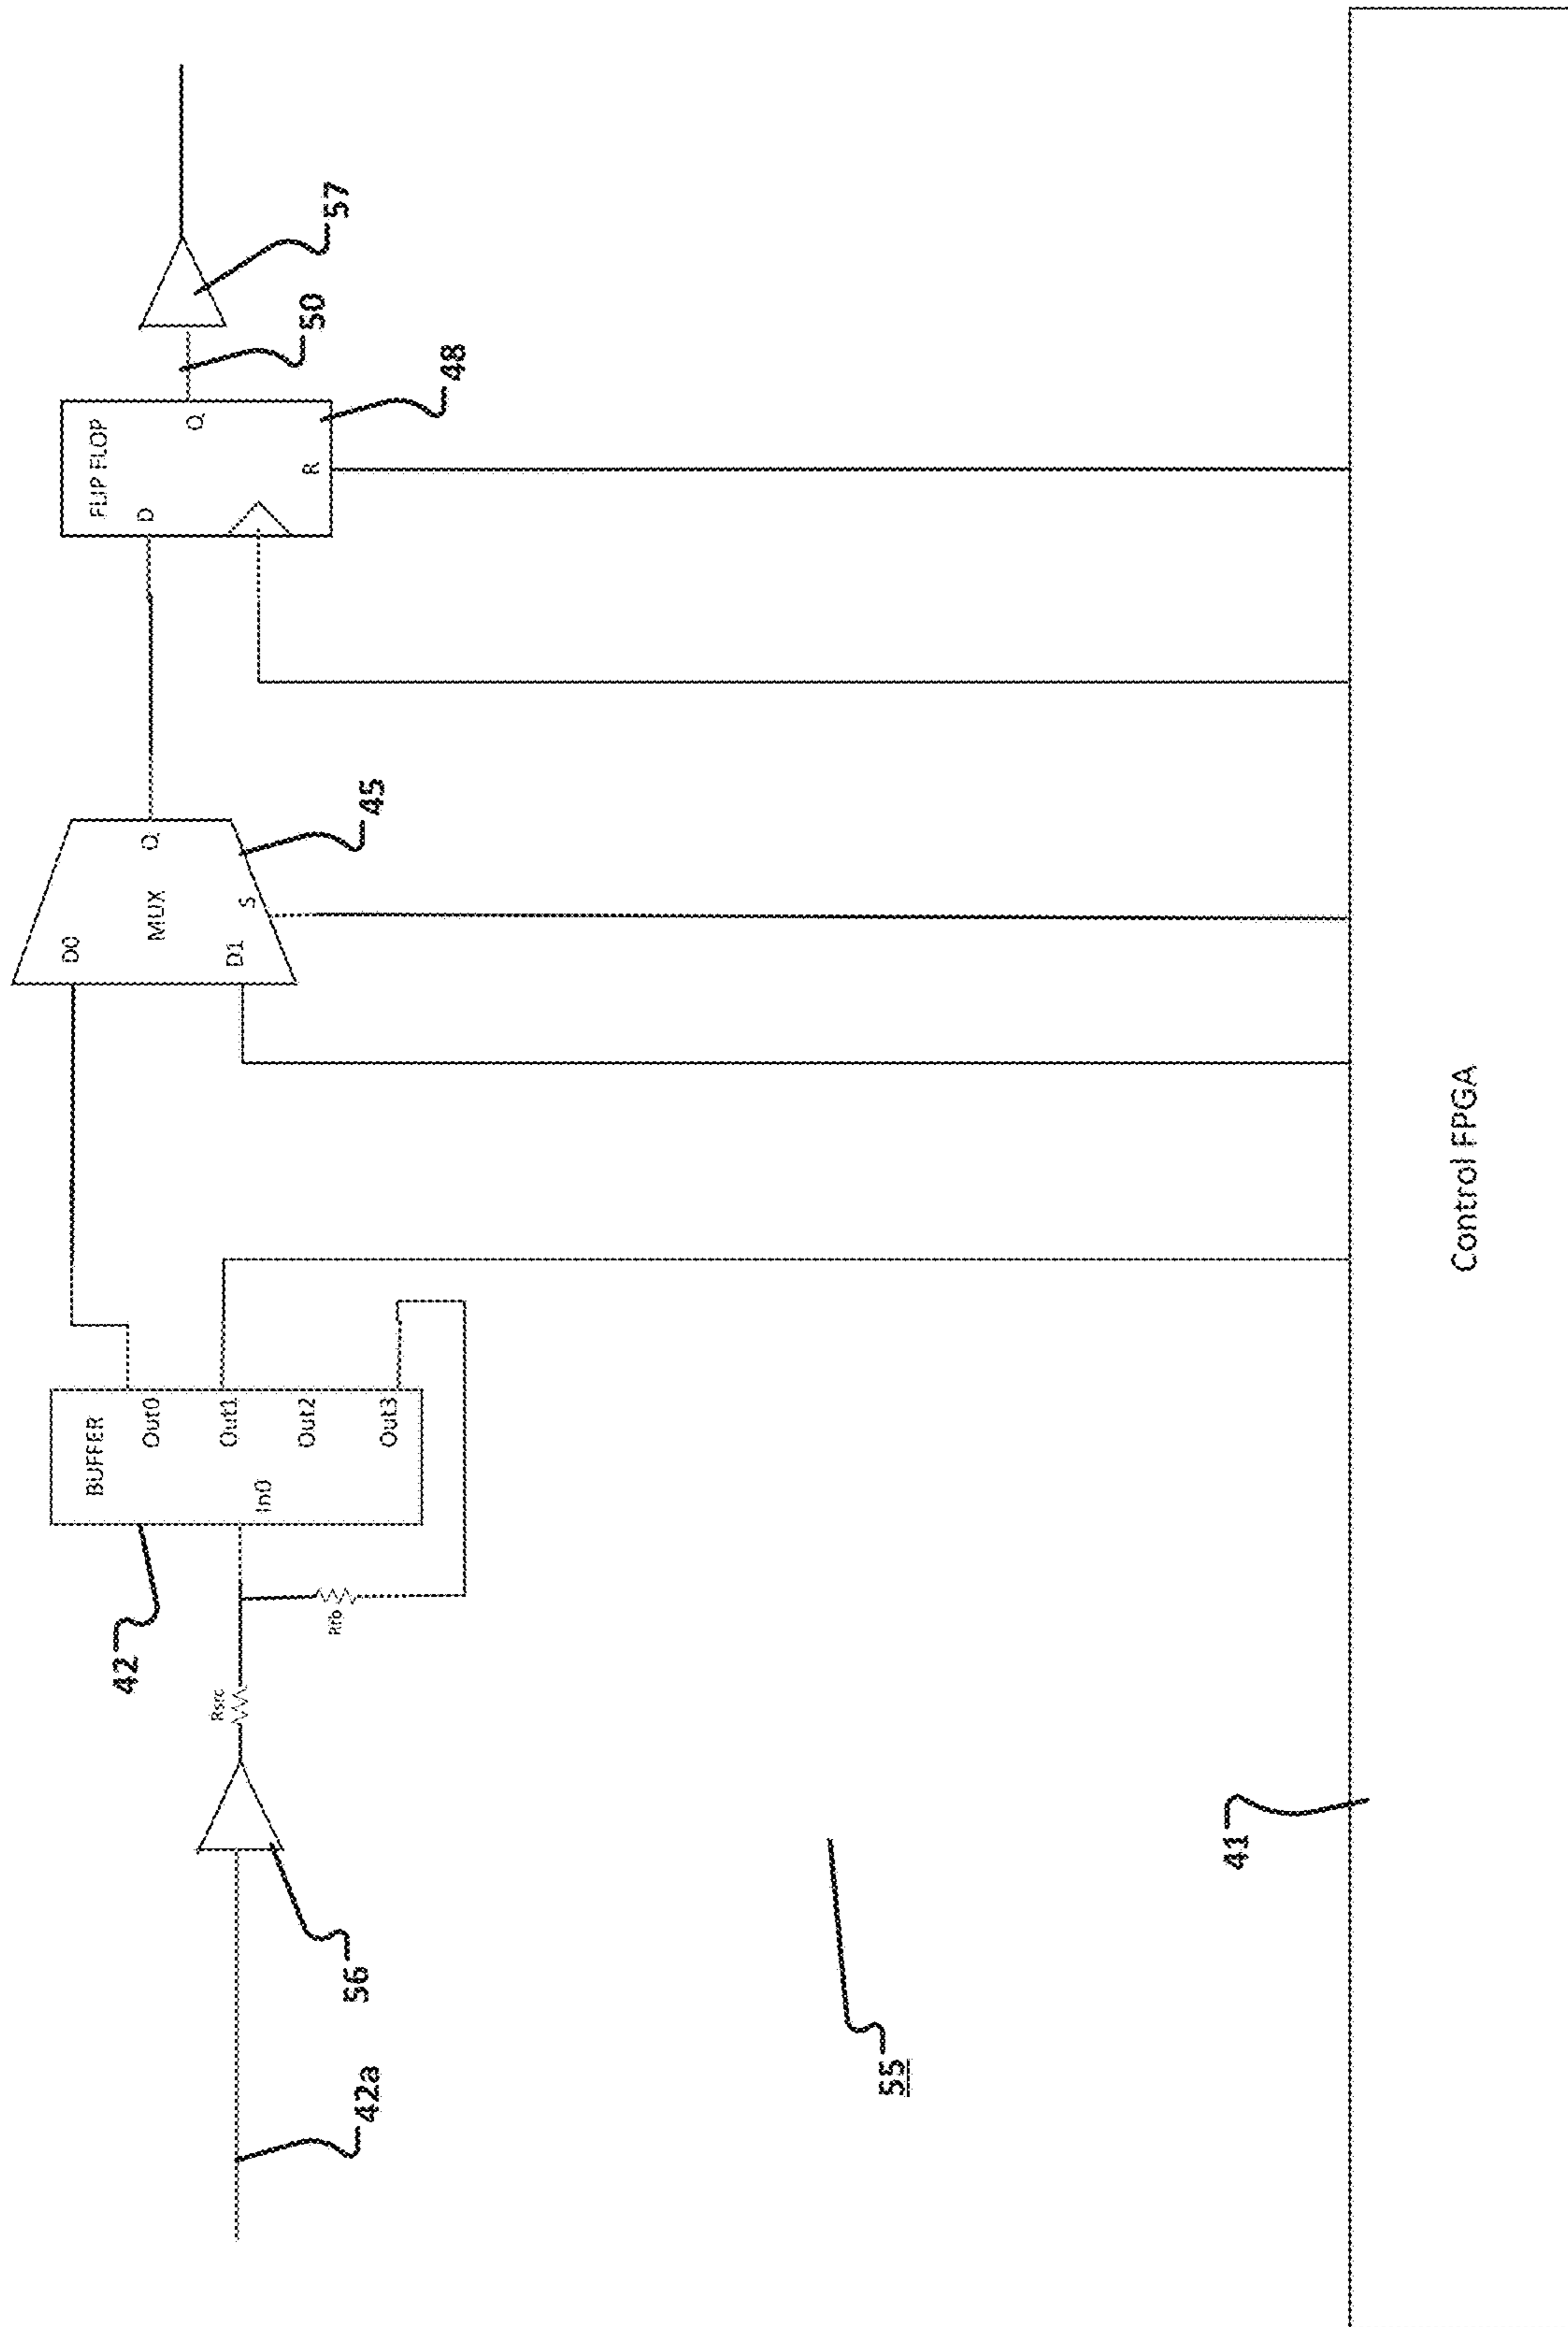 BUFFER
Out0
Out1
Out2
Out3
In0
Rsrc
Rfb
42
56
42a
D0
MUX
Q
D1
S
45
FLIP FLOP
D
Q
R
48
50
57
55
41
Control FPGA